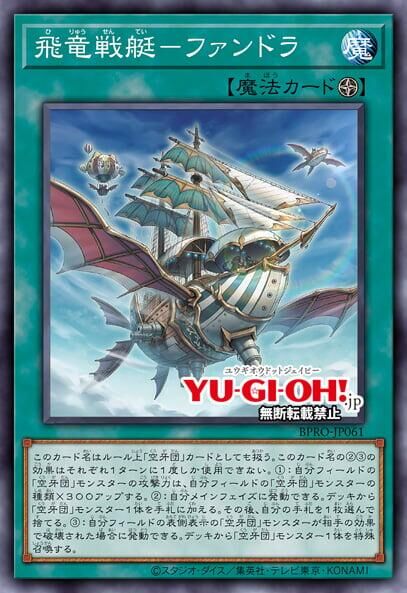 飛竜戦艇－ファンドラ
【魔法カード】
ユウギオウドットジェイピー
YU-GI-OH!.jp
無断転載禁止
BPRO-JP061
このカード名はルール上「空牙団」カードとしても扱う。このカード名の②③の
効果はそれぞれ１ターンに１度しか使用できない。①：自分フィールドの
「空牙団」モンスターの攻撃力は、自分フィールドの「空牙団」モンスターの
種類×３００アップする。②：自分メインフェイズに発動できる。デッキから
「空牙団」モンスター１体を手札に加える。その後、自分の手札を１枚選んで
捨てる。③：自分フィールドの表側表示の「空牙団」モンスターが相手の効果
で破壊された場合に発動できる。デッキから「空牙団」モンスター１体を特殊
召喚する。
©スタジオ・ダイス／集英社・テレビ東京・KONAMI